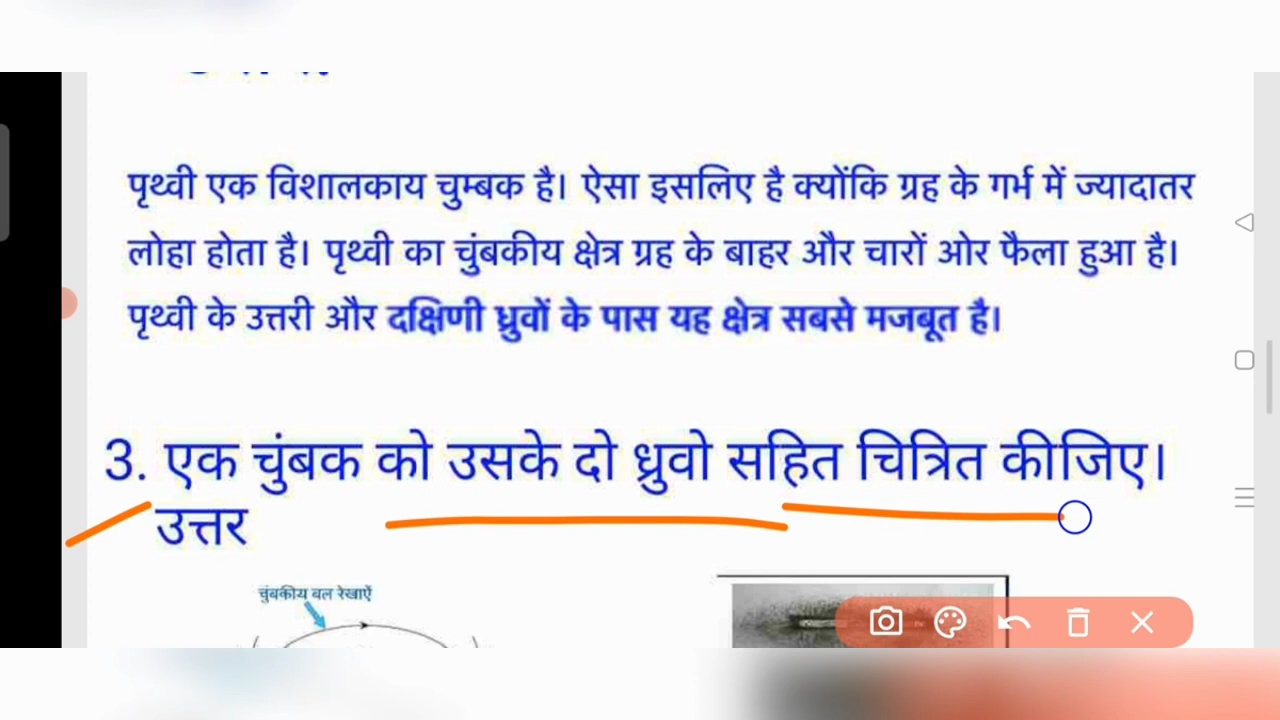 पृथ्वी एक विशालकाय चुम्बक है। ऐसा इसलिए है क्योंकि ग्रह के गर्भ में ज्यादातर
लोहा होता है। पृथ्वी का चुंबकीय क्षेत्र ग्रह के बाहर और चारों ओर फैला हुआ है।
पृथ्वी के उत्तरी और दक्षिणी ध्रुवों के पास यह क्षेत्र सबसे मजबूत है।
3. एक चुंबक को उसके दो ध्रुवो सहित चित्रित कीजिए।
उत्तर
चुंबकीय बल रेखाऐं